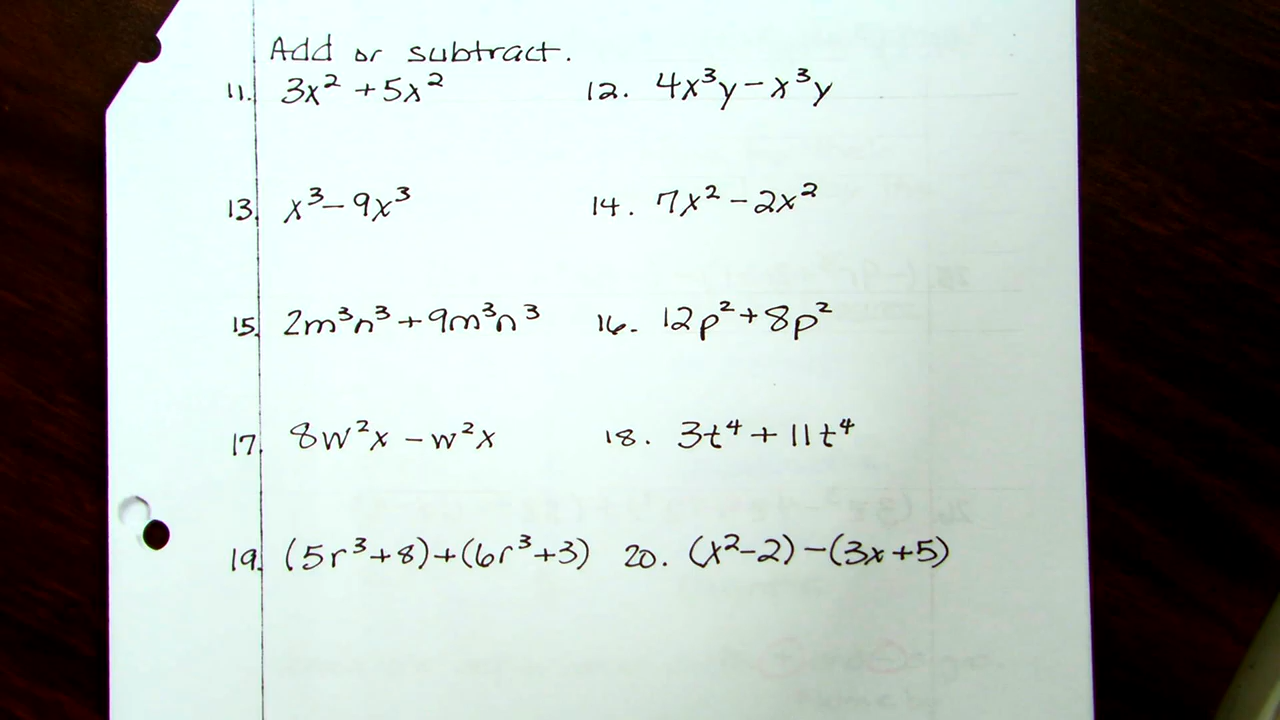 Add or subtract.
11. 3x² + 5x² 12. 4x³y − x³y
13. x³ − 9x³ 14. 7x² − 2x²
15. 2m³n³ + 9m³n³ 16. 12p² + 8p²
17. 8w²x − w²x 18. 3t⁴ + 11t⁴
19. (5r³ + 8) + (6r³ + 3) 20. (x² − 2) − (3x + 5)